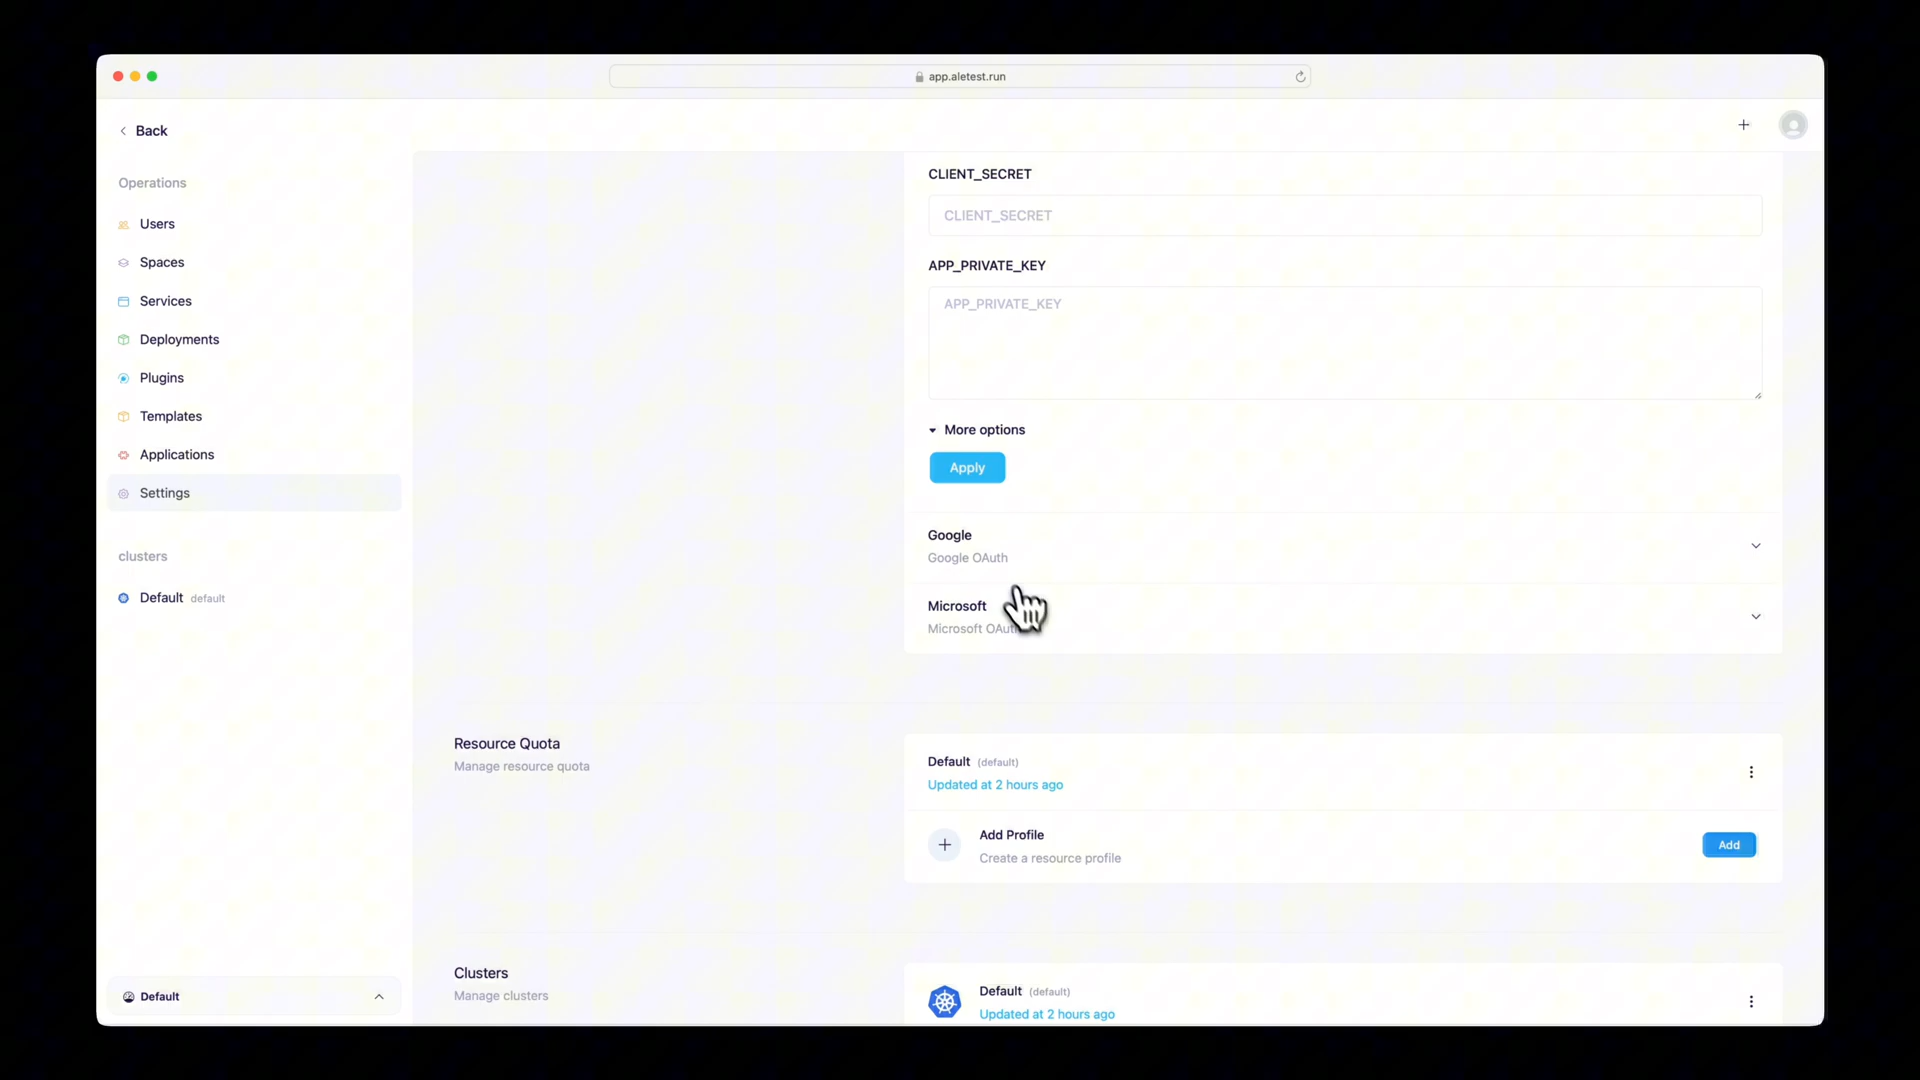 app.aletest.run
Back
Operations
Users
Spaces
Services
Deployments
Plugins
Templates
Applications
Settings
clusters
Default default
Default
CLIENT_SECRET
CLIENT_SECRET
APP_PRIVATE_KEY
APP_PRIVATE_KEY
More options
Apply
Google
Google OAuth
Microsoft
Microsoft OAuth
Resource Quota
Manage resource quota
Default (default)
Updated at 2 hours ago
Add Profile
Create a resource profile
Add
Clusters
Manage clusters
Default (default)
Updated at 2 hours ago